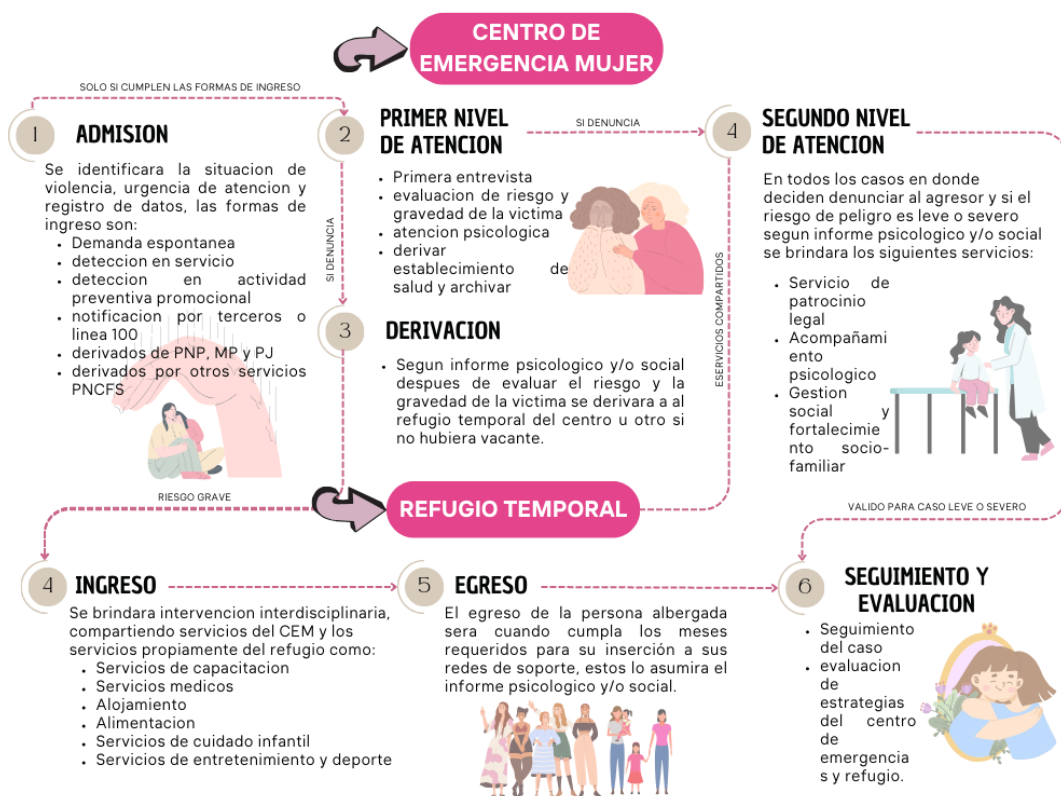 CENTRO DE
EMERGENCIA MUJER
SOLO SI CUMPLEN LAS FORMAS DE INGRESO
1
ADMISION
Se identificara la situacion de
violencia, urgencia de atencion y
registro de datos, las formas de
ingreso son:
• Demanda espontanea
• deteccion en servicio
• deteccion en actividad
preventiva promocional
• notificacion por terceros o
linea 100
• derivados de PNP, MP y PJ
• derivados por otros servicios
PNCFS
2
PRIMER NIVEL
DE ATENCION
• Primera entrevista
• evaluacion de riesgo y
gravedad de la victima
• atencion psicologica
• derivar
establecimiento de
salud y archivar
SI DENUNCIA
SI DENUNCIA
3
DERIVACION
• Segun informe psicologico y/o social
despues de evaluar el riesgo y la
gravedad de la victima se derivara a al
refugio temporal del centro u otro si
no hubiera vacante.
ESERVICIOS COMPARTIDOS
4
SEGUNDO NIVEL
DE ATENCION
En todos los casos en donde
deciden denunciar al agresor y si el
riesgo de peligro es leve o severo
segun informe psicologico y/o social
se brindara los siguientes servicios:
• Servicio de
patrocinio
legal
• Acompañami
ento
psicologico
• Gestion
social y
fortalecimie
nto socio-
familiar
RIESGO GRAVE
REFUGIO TEMPORAL
VALIDO PARA CASO LEVE O SEVERO
4
INGRESO
Se brindara intervencion interdisciplinaria,
compartiendo servicios del CEM y los
servicios propiamente del refugio como:
• Servicios de capacitacion
• Servicios medicos
• Alojamiento
• Alimentacion
• Servicios de cuidado infantil
• Servicios de entretenimiento y deporte
5
EGRESO
El egreso de la persona albergada
sera cuando cumpla los meses
requeridos para su inserción a sus
redes de soporte, estos lo asumira el
informe psicologico y/o social.
6
SEGUIMIENTO Y
EVALUACION
• Seguimiento
del caso
• evaluacion
de
estrategias
del centro
de
emergencia
s y refugio.